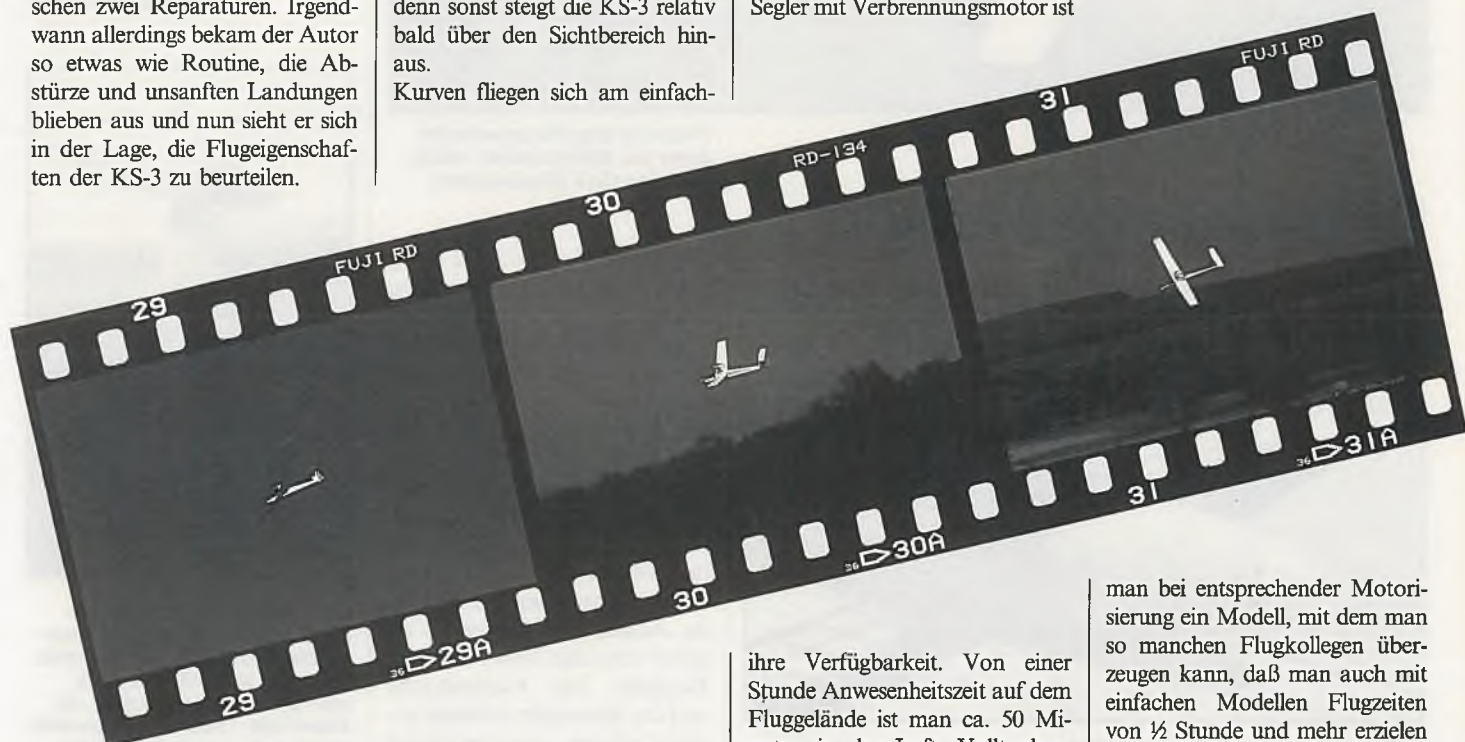 schen zwei Reparaturen. Irgend-
wann allerdings bekam der Autor
so etwas wie Routine, die Ab-
stürze und unsanften Landungen
blieben aus und nun sieht er sich
in der Lage, die Flugeigenschaf-
ten der KS-3 zu beurteilen.
denn sonst steigt die KS-3 relativ
bald über den Sichtbereich hin-
aus.
Kurven fliegen sich am einfach-
Segler mit Verbrennungsmotor ist
29
FUJI RD
30
RD-134
31
FUJI RD
29
36 29A
30
36 30A
31
36 31A
ihre Verfügbarkeit. Von einer
Stunde Anwesenheitszeit auf dem
Fluggelände ist man ca. 50 Mi-
man bei entsprechender Motori-
sierung ein Modell, mit dem man
so manchen Flugkollegen über-
zeugen kann, daß man auch mit
einfachen Modellen Flugzeiten
von ½ Stunde und mehr erzielen